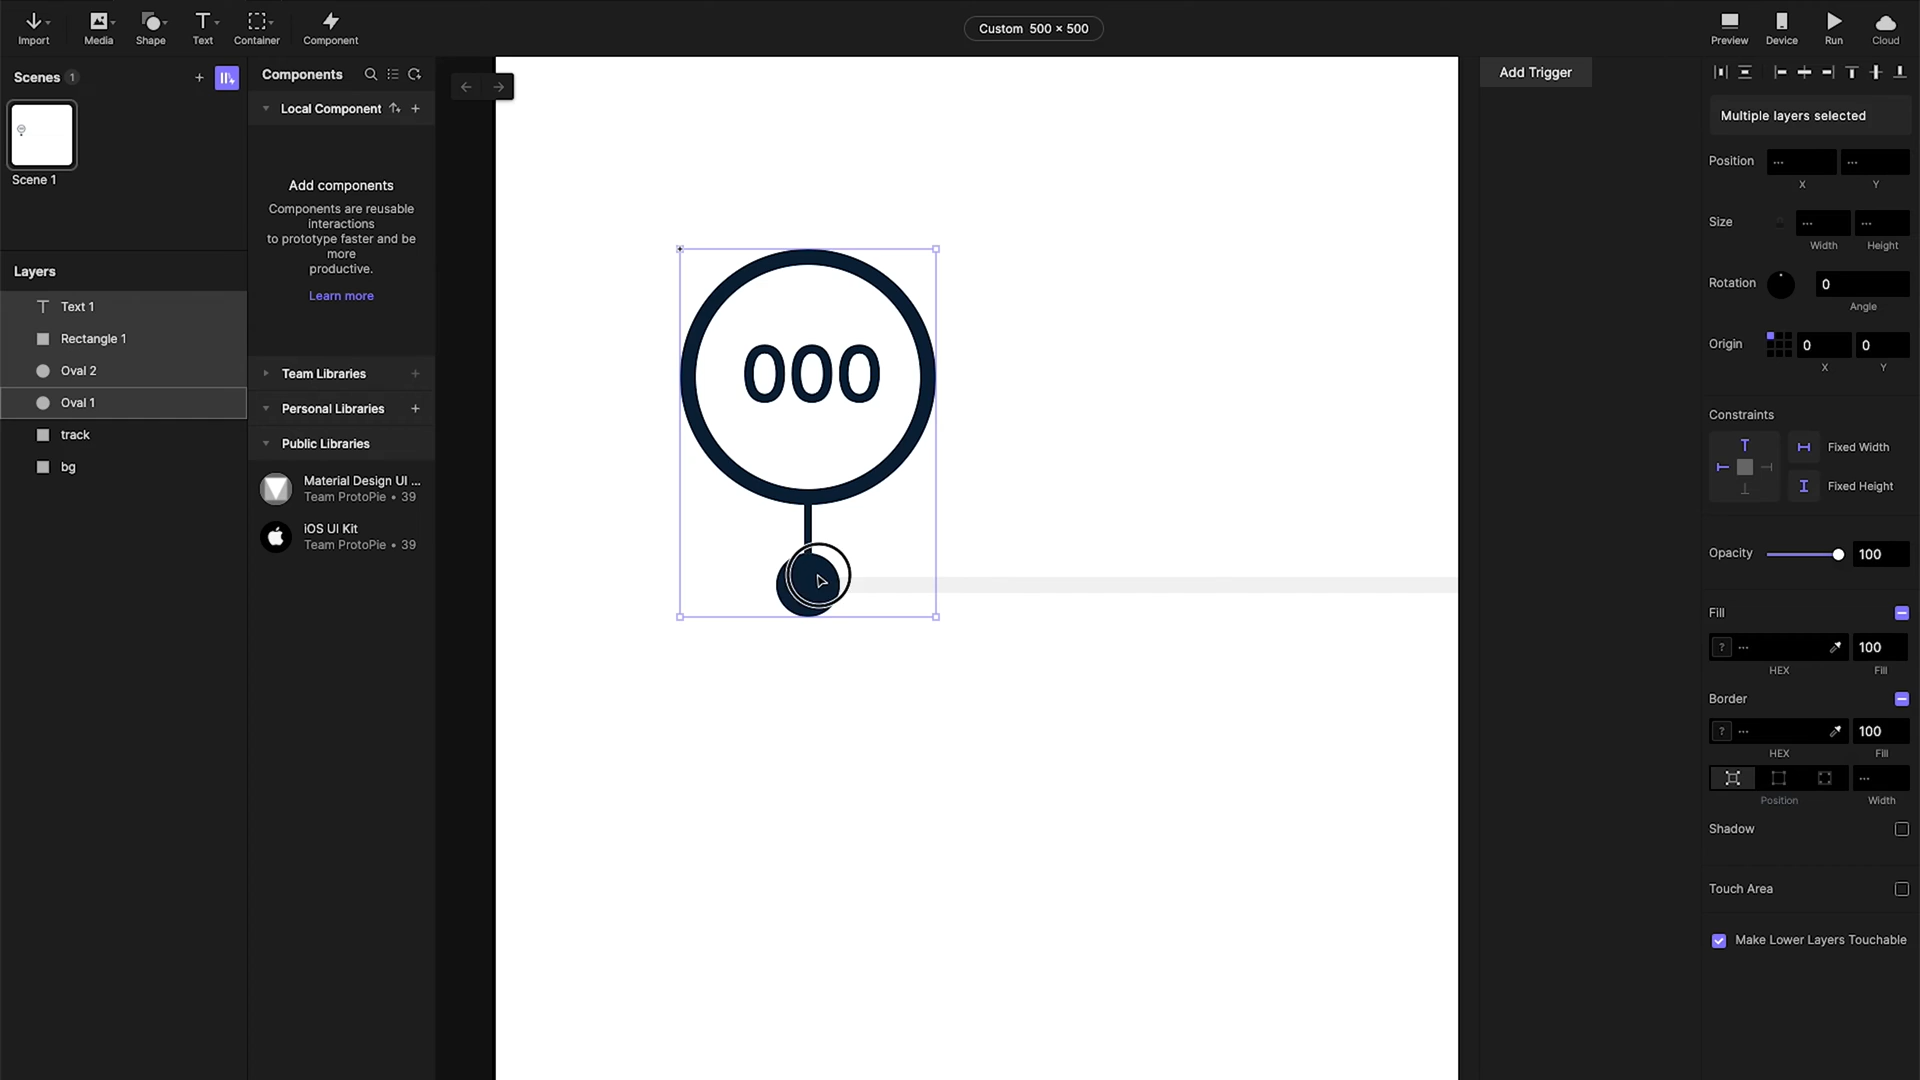 Import
Media
Shape
Text
Container
Component
Custom 500 × 500
Preview
Device
Run
Cloud
Scenes 1
Scene 1
Layers
Text 1
Rectangle 1
Oval 2
Oval 1
track
bg
Components
Local Component
Add components
Components are reusable
interactions
to prototype faster and be
more
productive.
Learn more
Team Libraries
Personal Libraries
Public Libraries
Material Design UI ...
Team ProtoPie • 39
iOS UI Kit
Team ProtoPie • 39
000
Add Trigger
Multiple layers selected
Position ... ...
X Y
Size ... ...
Width Height
Rotation 0
Angle
Origin 0 0
X Y
Constraints
Fixed Width
Fixed Height
Opacity 100
Fill
? ... 100
HEX Fill
Border
? ... 100
HEX Fill
...
Position Width
Shadow
Touch Area
Make Lower Layers Touchable